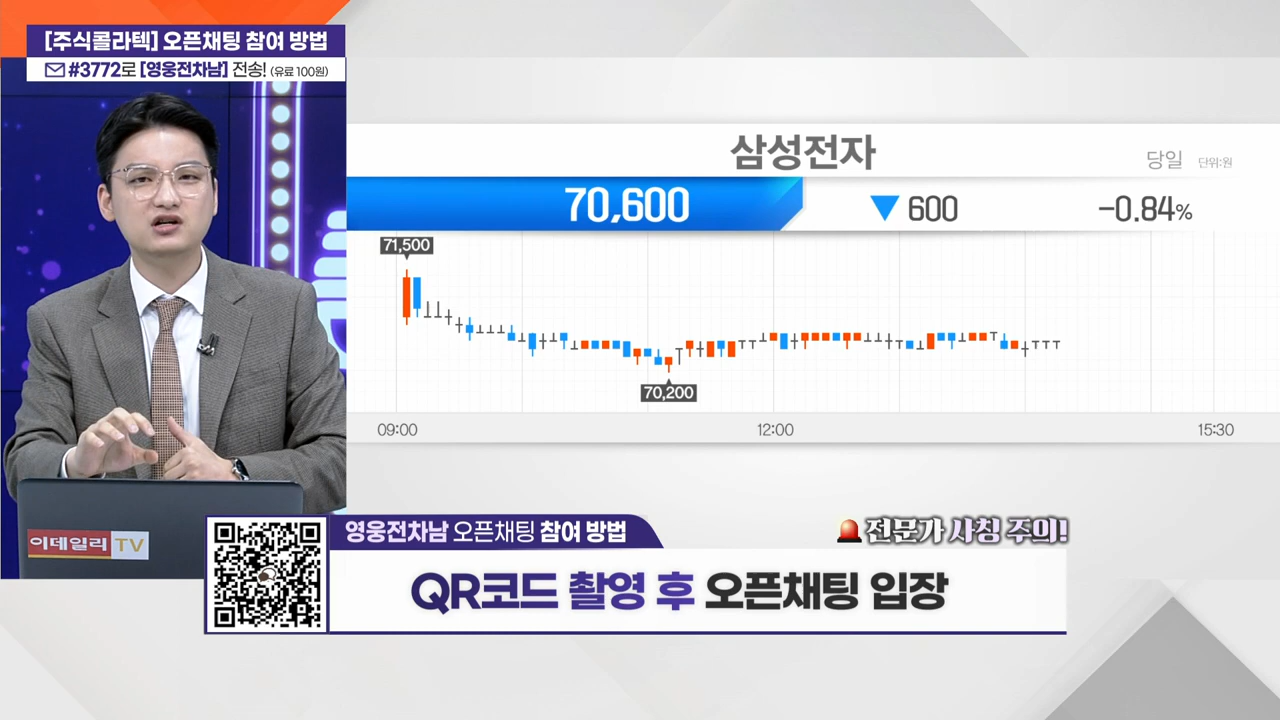 [주식콜라텍] 오픈채팅 참여 방법
#3772로 [영웅전차남] 전송! (유료 100원)
삼성전자
당일 단위:원
70,600 ▼ 600 -0.84%
71,500
70,200
09:00 12:00 15:30
이데일리 TV
영웅전차남 오픈채팅 참여 방법
전문가 사칭 주의!
QR코드 촬영 후 오픈채팅 입장